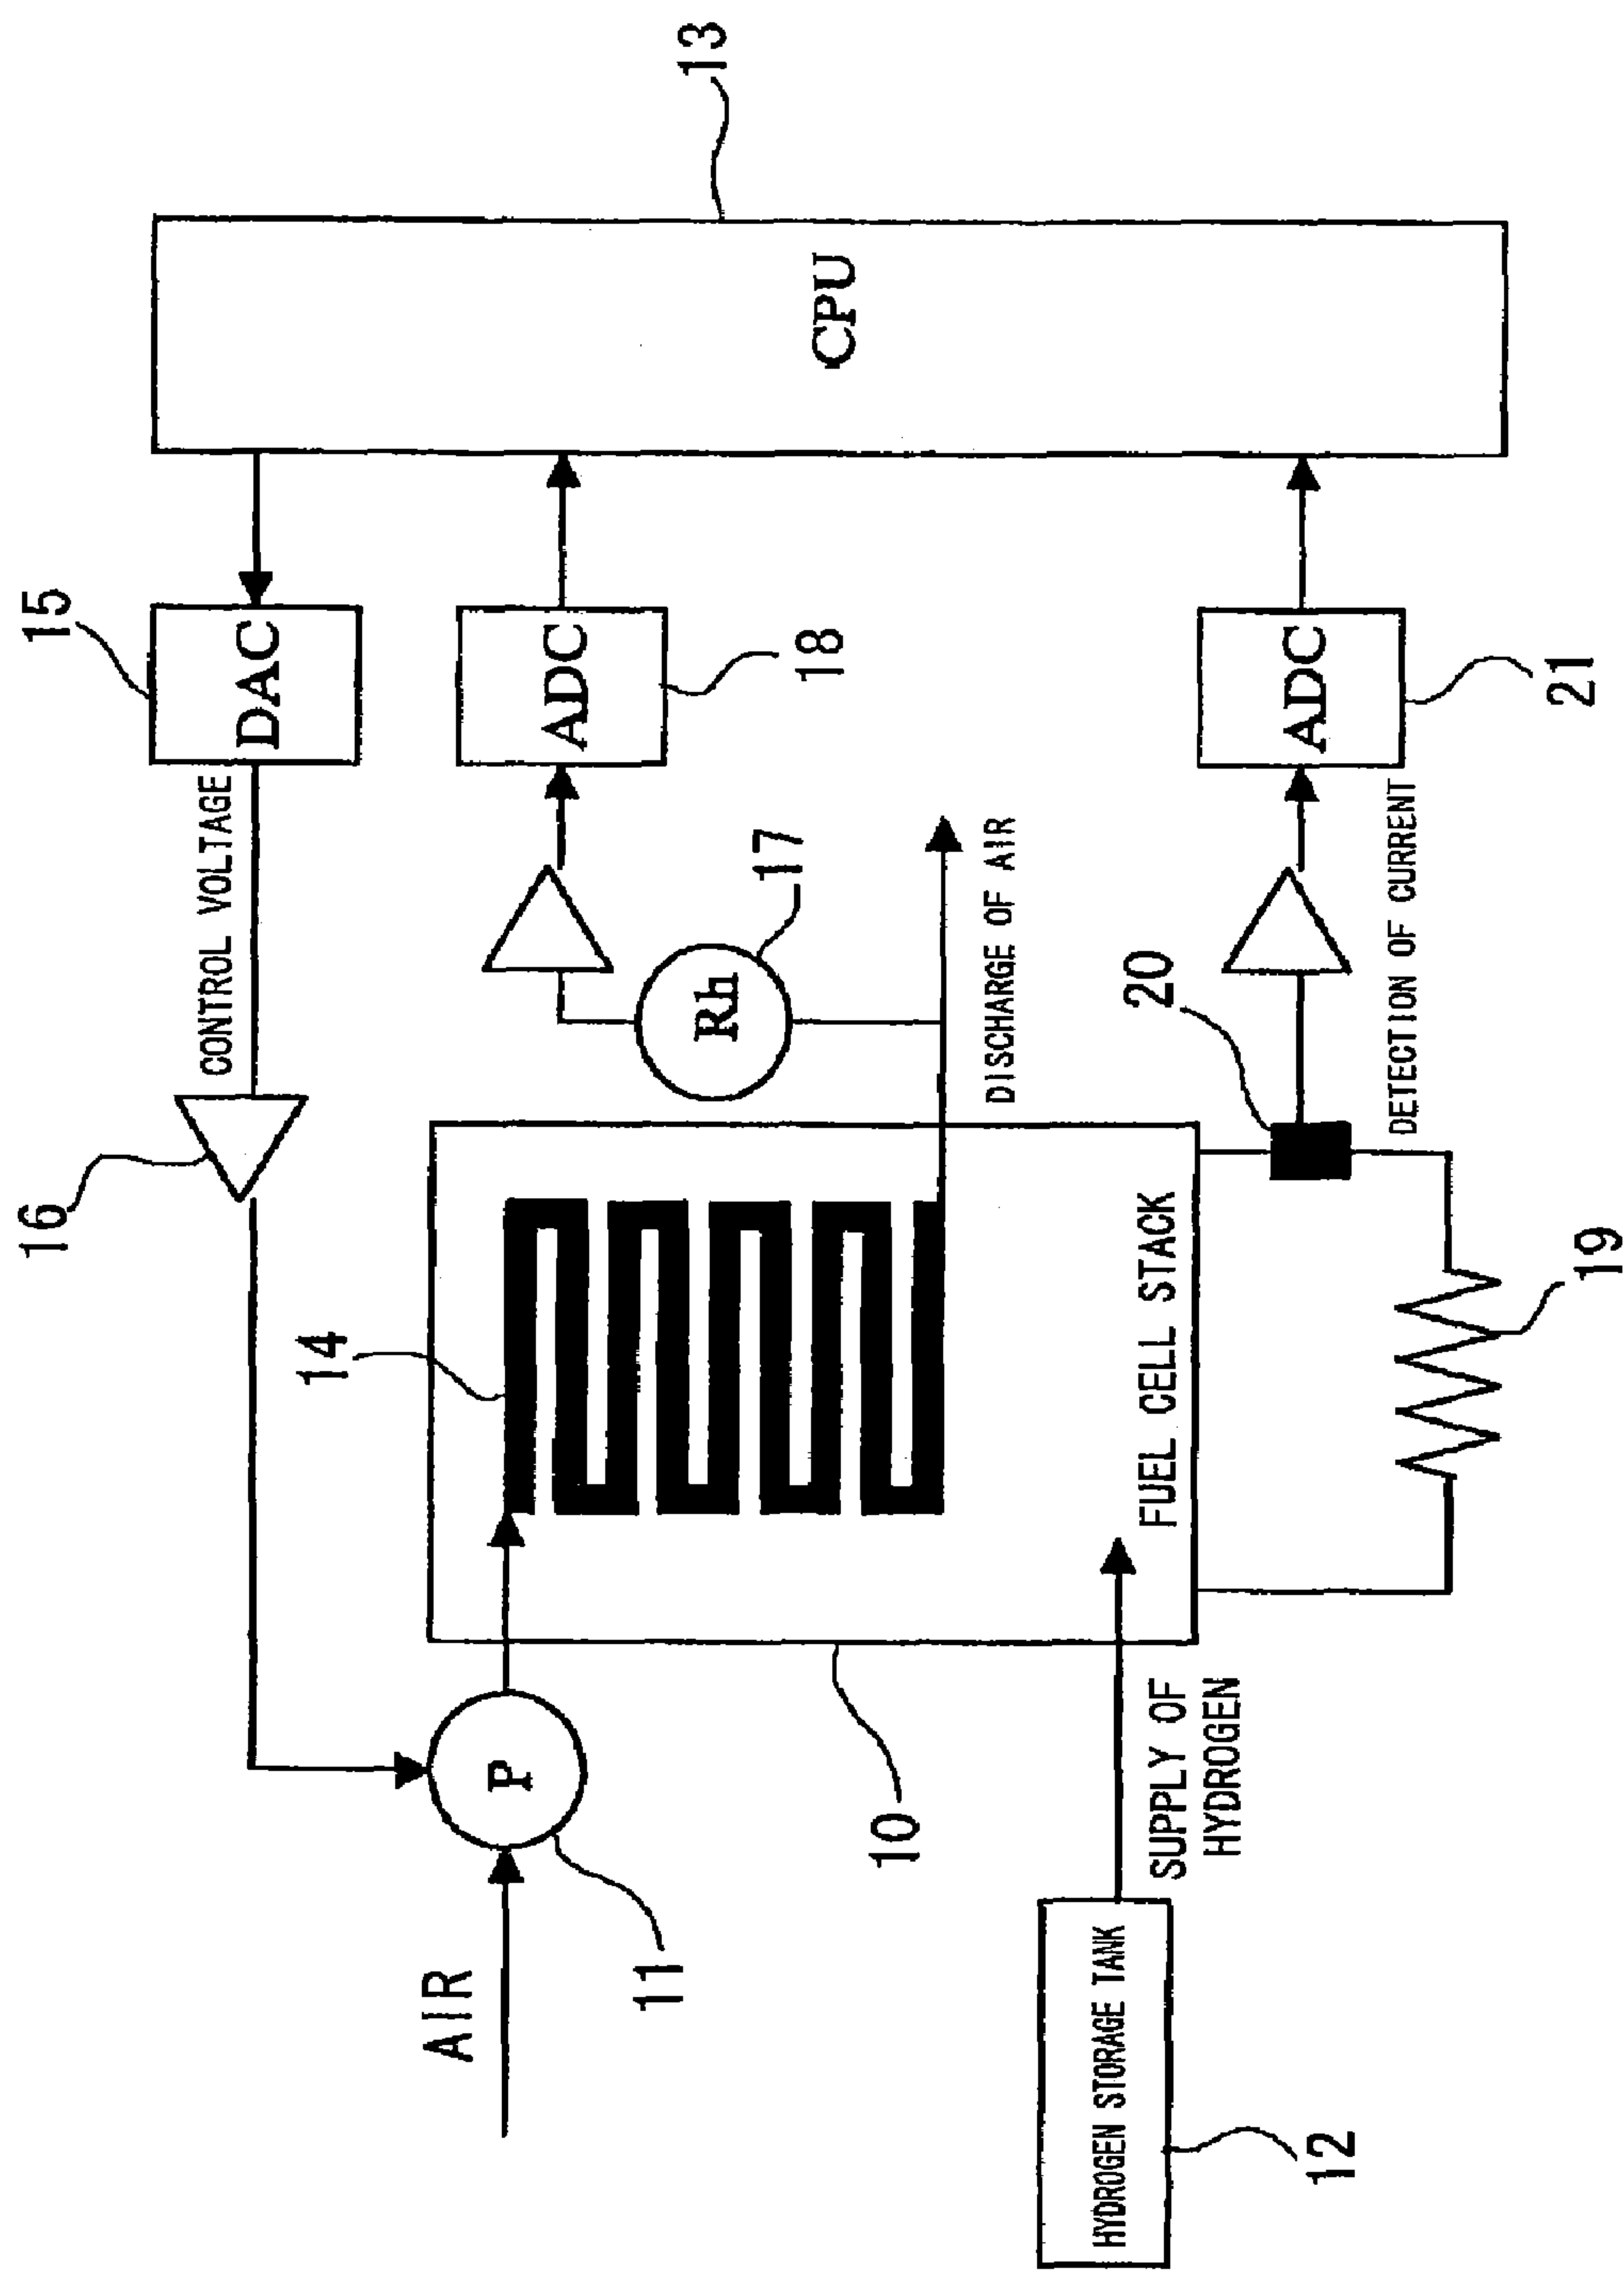 AIR
11
P
16
CONTROL VOLTAGE
15
DAC
13
CPU
14
Rh
17
ADC
18
10
FUEL CELL STACK
DISCHARGE OF AIR
HYDROGEN STORAGE TANK
12
SUPPLY OF
HYDROGEN
20
DETECTION OF CURRENT
ADC
21
19